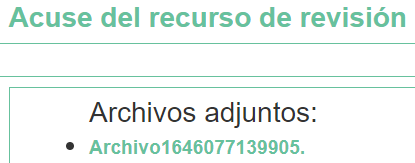 Acuse del recurso de revisión
Archivos adjuntos:
Archivo1646077139905.